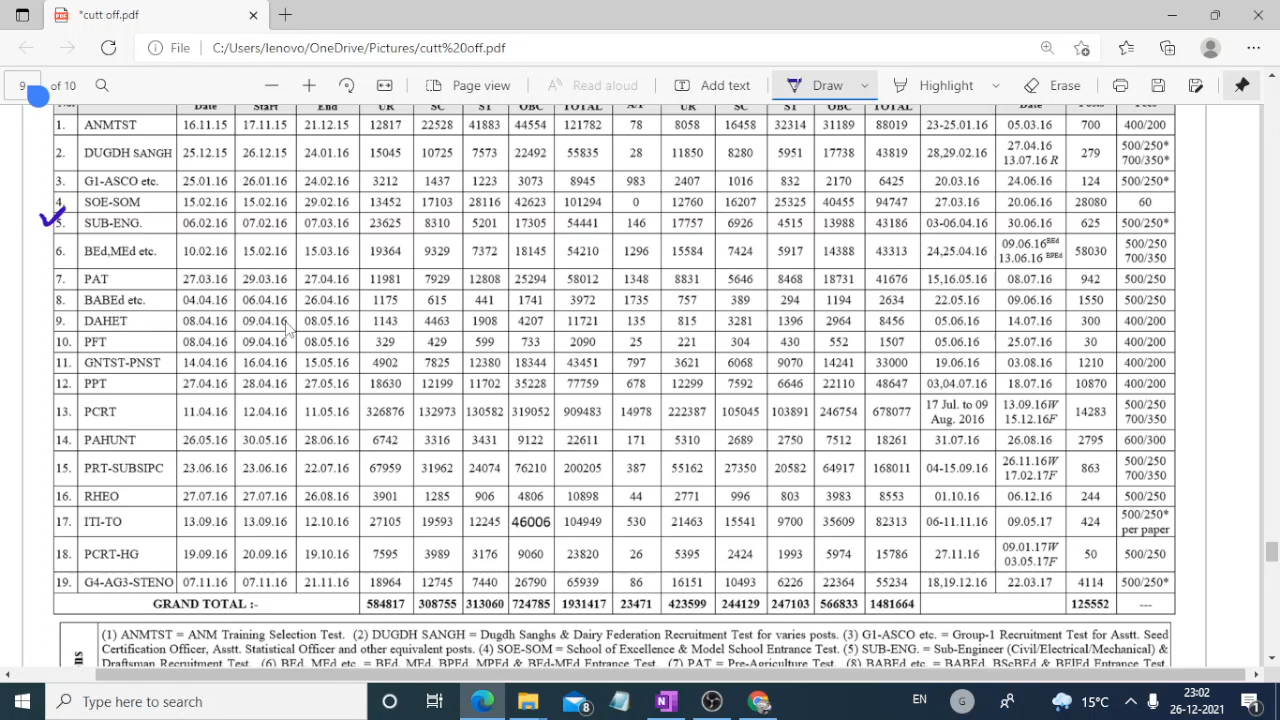 *cutt off.pdf
File C:/Users/lenovo/OneDrive/Pictures/cutt%20off.pdf
9 of 10 Page view Read aloud Add text Draw Highlight Erase
Date Start End UR SC ST OBC TOTAL UR SC ST OBC TOTAL Date
1. ANMTST 16.11.15 17.11.15 21.12.15 12817 22528 41883 44554 121782 78 8058 16458 32314 31189 88019 23-25.01.16 05.03.16 700 400/200
2. DUGDH SANGH 25.12.15 26.12.15 24.01.16 15045 10725 7573 22492 55835 28 11850 8280 5951 17738 43819 28,29.02.16 27.04.16 13.07.16 R 279 500/250* 700/350*
3. G1-ASCO etc. 25.01.16 26.01.16 24.02.16 3212 1437 1223 3073 8945 983 2407 1016 832 2170 6425 20.03.16 24.06.16 124 500/250*
4. SOE-SOM 15.02.16 15.02.16 29.02.16 13452 17103 28116 42623 101294 0 12760 16207 25325 40455 94747 27.03.16 20.06.16 28080 60
5. SUB-ENG. 06.02.16 07.02.16 07.03.16 23625 8310 5201 17305 54441 146 17757 6926 4515 13988 43186 03-06.04.16 30.06.16 625 500/250*
6. BEd,MEd etc. 10.02.16 15.02.16 15.03.16 19364 9329 7372 18145 54210 1296 15584 7424 5917 14388 43313 24,25.04.16 09.06.16 BEd 13.06.16 BPEd 58030 500/250 700/350
7. PAT 27.03.16 29.03.16 27.04.16 11981 7929 12808 25294 58012 1348 8831 5646 8468 18731 41676 15,16.05.16 08.07.16 942 500/250
8. BABEd etc. 04.04.16 06.04.16 26.04.16 1175 615 441 1741 3972 1735 757 389 294 1194 2634 22.05.16 09.06.16 1550 500/250
9. DAHET 08.04.16 09.04.16 08.05.16 1143 4463 1908 4207 11721 135 815 3281 1396 2964 8456 05.06.16 14.07.16 300 400/200
10. PFT 08.04.16 09.04.16 08.05.16 329 429 599 733 2090 25 221 304 430 552 1507 05.06.16 25.07.16 30 400/200
11. GNTST-PNST 14.04.16 16.04.16 15.05.16 4902 7825 12380 18344 43451 797 3621 6068 9070 14241 33000 19.06.16 03.08.16 1210 400/200
12. PPT 27.04.16 28.04.16 27.05.16 18630 12199 11702 35228 77759 678 12299 7592 6646 22110 48647 03,04.07.16 18.07.16 10870 400/200
13. PCRT 11.04.16 12.04.16 11.05.16 326876 132973 130582 319052 909483 14978 222387 105045 103891 246754 678077 17 Jul. to 09 Aug. 2016 13.09.16W 15.12.16F 14283 500/250 700/350
14. PAHUNT 26.05.16 30.05.16 28.06.16 6742 3316 3431 9122 22611 171 5310 2689 2750 7512 18261 31.07.16 26.08.16 2795 600/300
15. PRT-SUBSIPC 23.06.16 23.06.16 22.07.16 67959 31962 24074 76210 200205 387 55162 27350 20582 64917 168011 04-15.09.16 26.11.16W 17.02.17F 863 500/250 700/350
16. RHEO 27.07.16 27.07.16 26.08.16 3901 1285 906 4806 10898 44 2771 996 803 3983 8553 01.10.16 06.12.16 244 500/250
17. ITI-TO 13.09.16 13.09.16 12.10.16 27105 19593 12245 46006 104949 530 21463 15541 9700 35609 82313 06-11.11.16 09.05.17 424 500/250* per paper
18. PCRT-HG 19.09.16 20.09.16 19.10.16 7595 3989 3176 9060 23820 26 5395 2424 1993 5974 15786 27.11.16 09.01.17W 03.05.17F 50 500/250
19. G4-AG3-STENO 07.11.16 07.11.16 21.11.16 18964 12745 7440 26790 65939 86 16151 10493 6226 22364 55234 18,19.12.16 22.03.17 4114 500/250*
GRAND TOTAL :- 584817 308755 313060 724785 1931417 23471 423599 244129 247103 566833 1481664 125552 ---
(1) ANMTST = ANM Training Selection Test. (2) DUGDH SANGH = Dugdh Sanghs & Dairy Federation Recruitment Test for varies posts. (3) G1-ASCO etc. = Group-1 Recruitment Test for Asstt. Seed
Certification Officer, Asstt. Statistical Officer and other equivalent posts. (4) SOE-SOM = School of Excellence & Model School Entrance Test. (5) SUB-ENG. = Sub-Engineer (Civil/Electrical/Mechanical) &
Draftsman Recruitment Test. (6) BEd, MEd etc. = BEd, MEd, BPEd, MPEd & BEd-MEd Entrance Test. (7) PAT = Pre-Agriculture Test. (8) BABEd etc. = BABEd, BScBEd & BElEd Entrance Test
Type here to search 8 EN G 15°C 23:02
26-12-2021 1